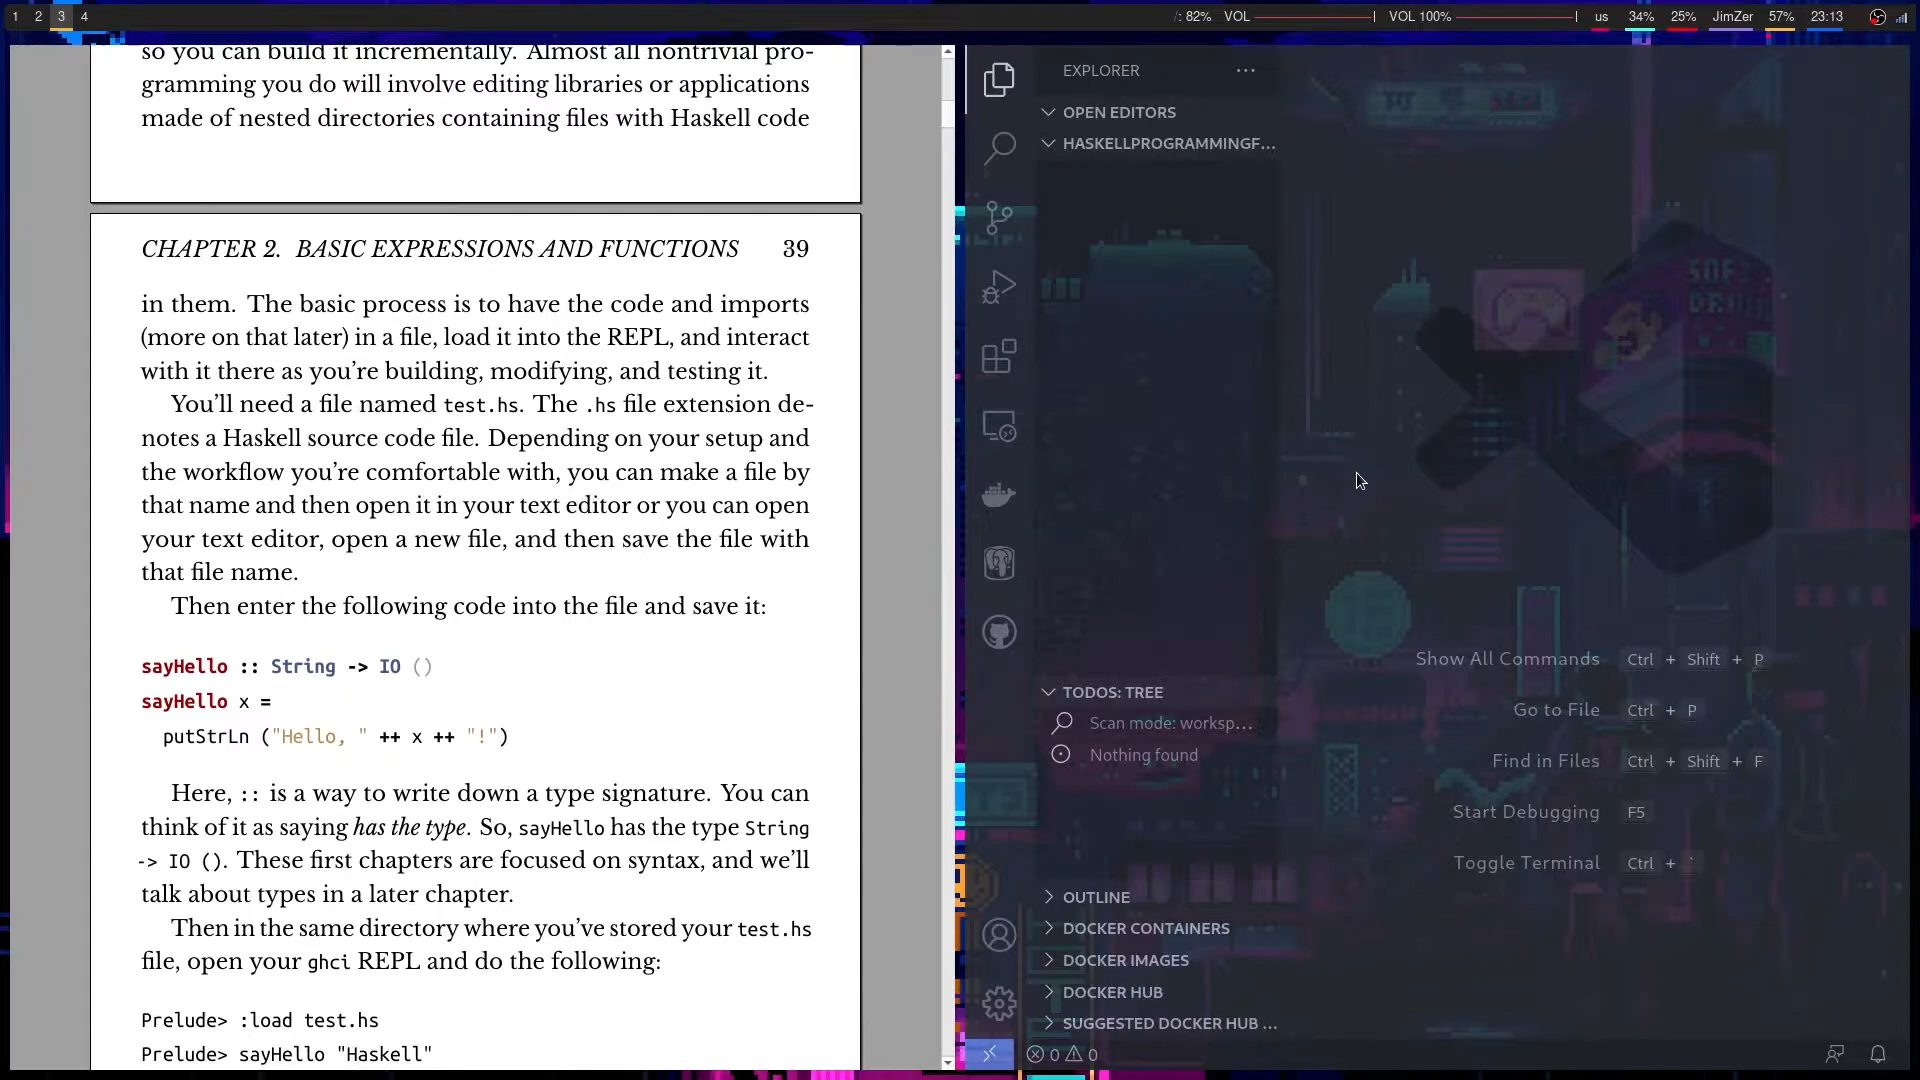 1 2 3 4
/: 82% VOL VOL 100% us 34% 25% JimZer 57% 23:13
so you can build it incrementally. Almost all nontrivial pro-
gramming you do will involve editing libraries or applications
made of nested directories containing files with Haskell code
CHAPTER 2. BASIC EXPRESSIONS AND FUNCTIONS 39
in them. The basic process is to have the code and imports
(more on that later) in a file, load it into the REPL, and interact
with it there as you’re building, modifying, and testing it.
You’ll need a file named test.hs. The .hs file extension de-
notes a Haskell source code file. Depending on your setup and
the workflow you’re comfortable with, you can make a file by
that name and then open it in your text editor or you can open
your text editor, open a new file, and then save the file with
that file name.
Then enter the following code into the file and save it:
sayHello :: String -> IO ()
sayHello x =
putStrLn ("Hello, " ++ x ++ "!")
Here, :: is a way to write down a type signature. You can
think of it as saying has the type. So, sayHello has the type String
-> IO (). These first chapters are focused on syntax, and we’ll
talk about types in a later chapter.
Then in the same directory where you’ve stored your test.hs
file, open your ghci REPL and do the following:
Prelude> :load test.hs
Prelude> sayHello "Haskell"
EXPLORER ...
OPEN EDITORS
HASKELLPROGRAMMINGF...
TODOS: TREE
Scan mode: worksp...
Nothing found
OUTLINE
DOCKER CONTAINERS
DOCKER IMAGES
DOCKER HUB
SUGGESTED DOCKER HUB ...
Show All Commands Ctrl + Shift + P
Go to File Ctrl + P
Find in Files Ctrl + Shift + F
Start Debugging F5
Toggle Terminal Ctrl + `
0 0